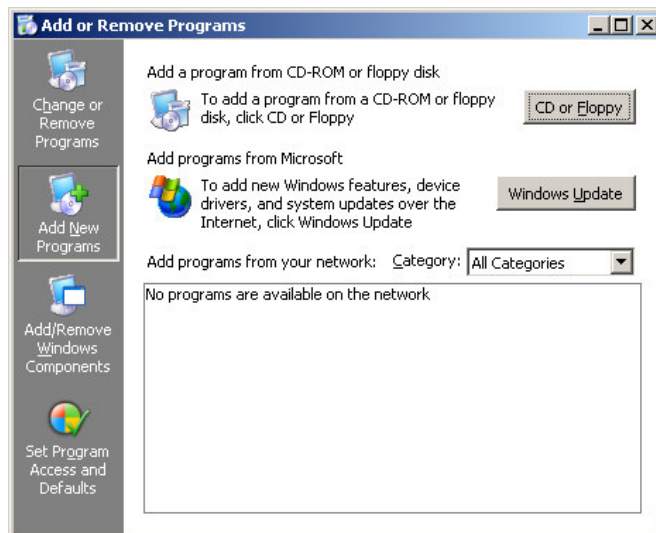 Add or Remove Programs
Change or
Remove
Programs
Add New
Programs
Add/Remove
Windows
Components
Set Program
Access and
Defaults
Add a program from CD-ROM or floppy disk
To add a program from a CD-ROM or floppy
disk, click CD or Floppy
CD or Floppy
Add programs from Microsoft
To add new Windows features, device
drivers, and system updates over the
Internet, click Windows Update
Windows Update
Add programs from your network: Category: All Categories
No programs are available on the network